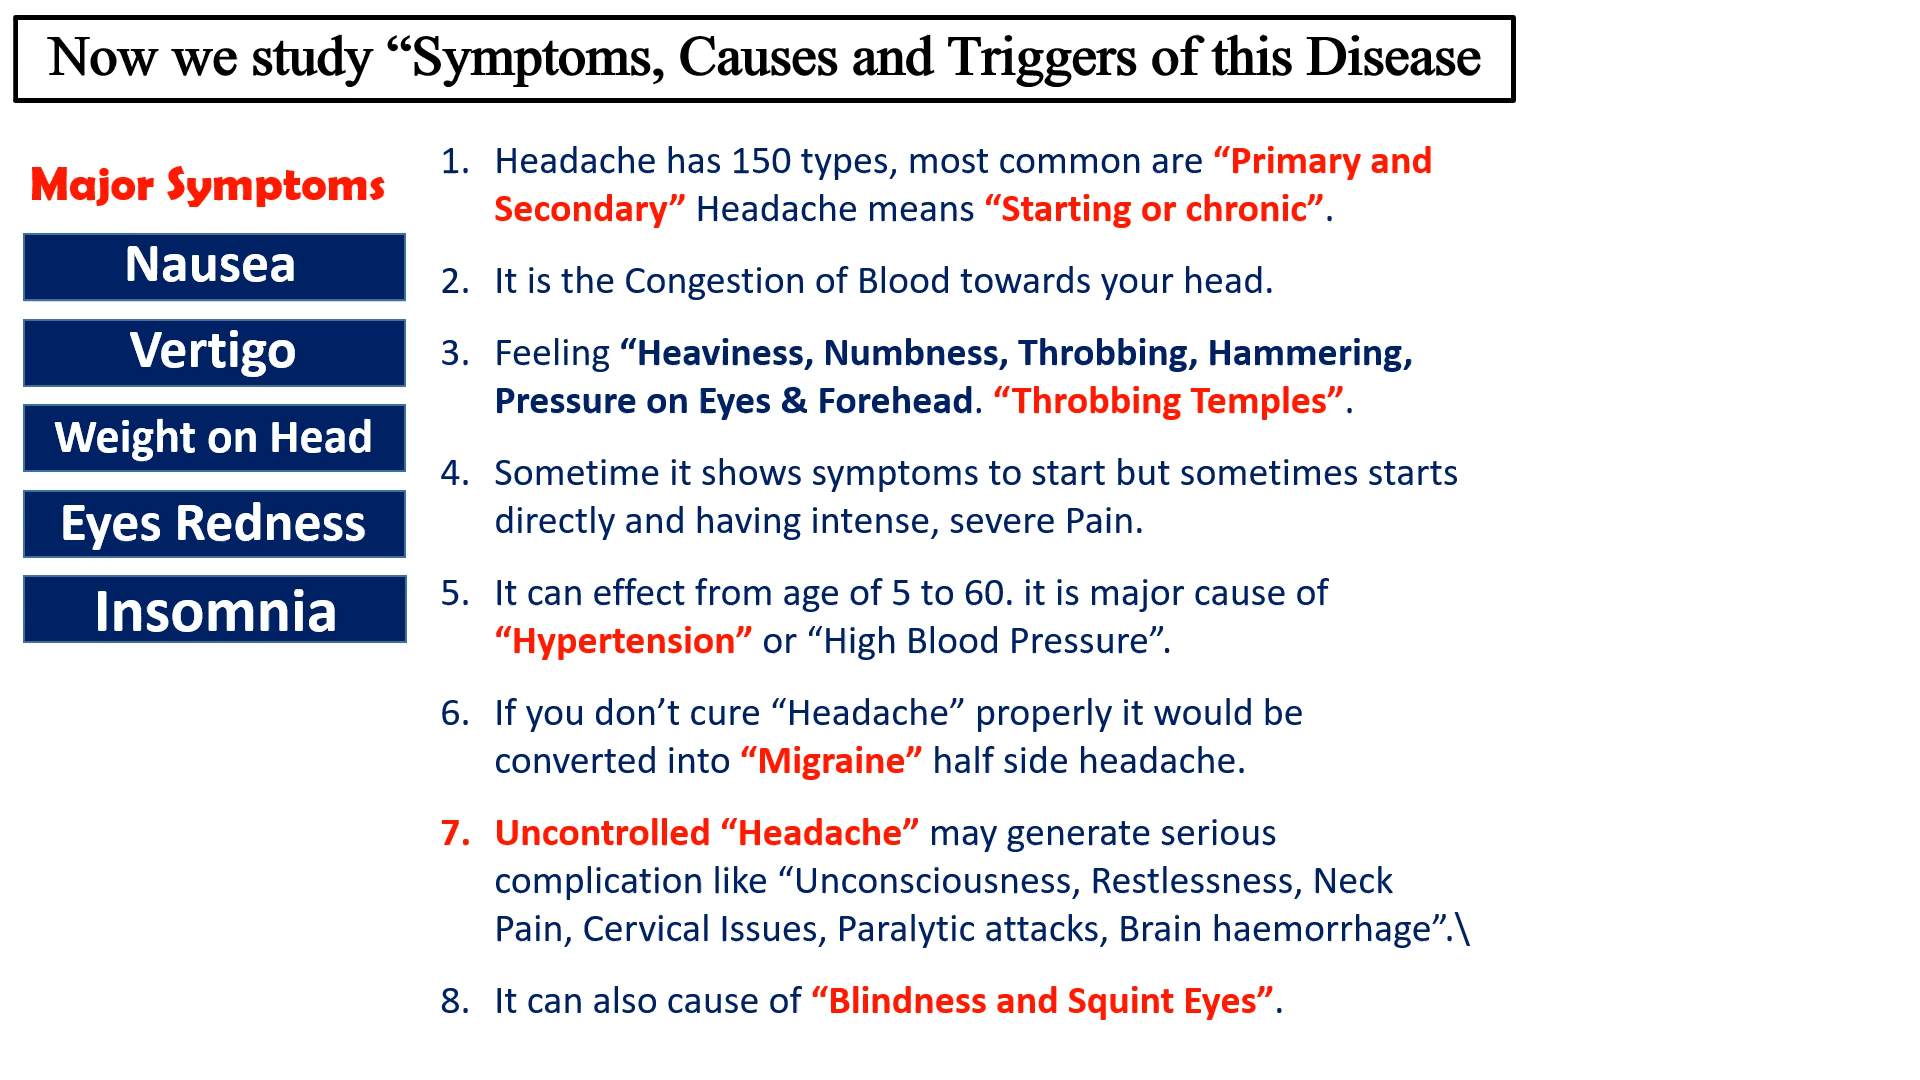 Now we study “Symptoms, Causes and Triggers of this Disease
Major Symptoms
Nausea
Vertigo
Weight on Head
Eyes Redness
Insomnia
1. Headache has 150 types, most common are “Primary and
Secondary” Headache means “Starting or chronic”.
2. It is the Congestion of Blood towards your head.
3. Feeling “Heaviness, Numbness, Throbbing, Hammering,
Pressure on Eyes & Forehead. “Throbbing Temples”.
4. Sometime it shows symptoms to start but sometimes starts
directly and having intense, severe Pain.
5. It can effect from age of 5 to 60. it is major cause of
“Hypertension” or “High Blood Pressure”.
6. If you don’t cure “Headache” properly it would be
converted into “Migraine” half side headache.
7. Uncontrolled “Headache” may generate serious
complication like “Unconsciousness, Restlessness, Neck
Pain, Cervical Issues, Paralytic attacks, Brain haemorrhage”.\
8. It can also cause of “Blindness and Squint Eyes”.